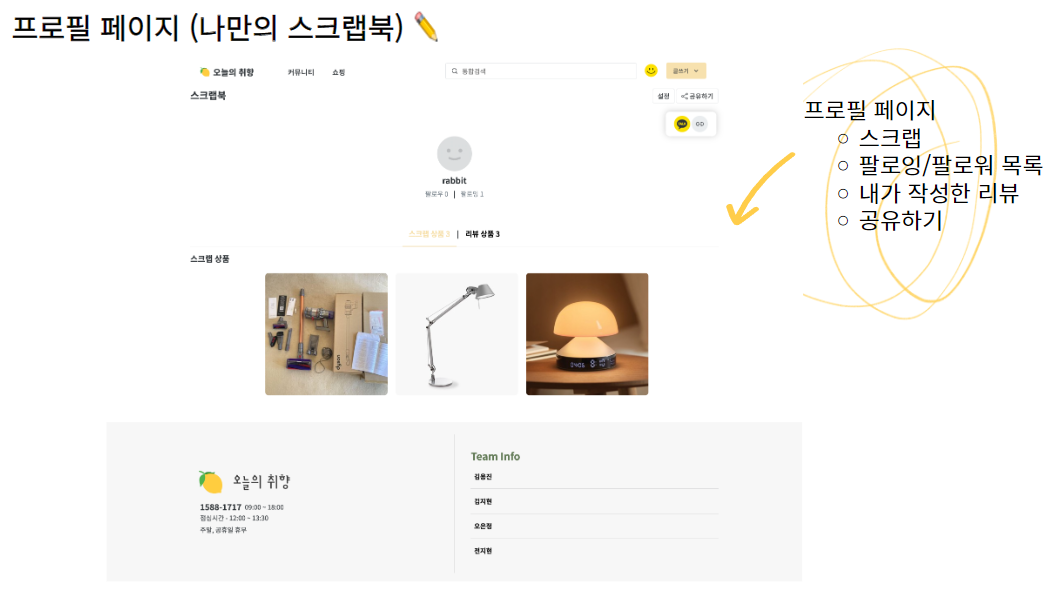 프로필 페이지 (나만의 스크랩북)
오늘의 취향 커뮤니티 쇼핑 통합검색 글쓰기
스크랩북 설정 공유하기
rabbit
팔로우 0 | 팔로잉 1
스크랩 상품 3 | 리뷰 상품 3
스크랩 상품
dyson
프로필 페이지
스크랩
팔로잉/팔로워 목록
내가 작성한 리뷰
공유하기
오늘의 취향
1588-1717 09:00 ~ 18:00
점심시간 - 12:00 ~ 13:30
주말, 공휴일 휴무
Team Info
김용진
김지현
오은정
전지형